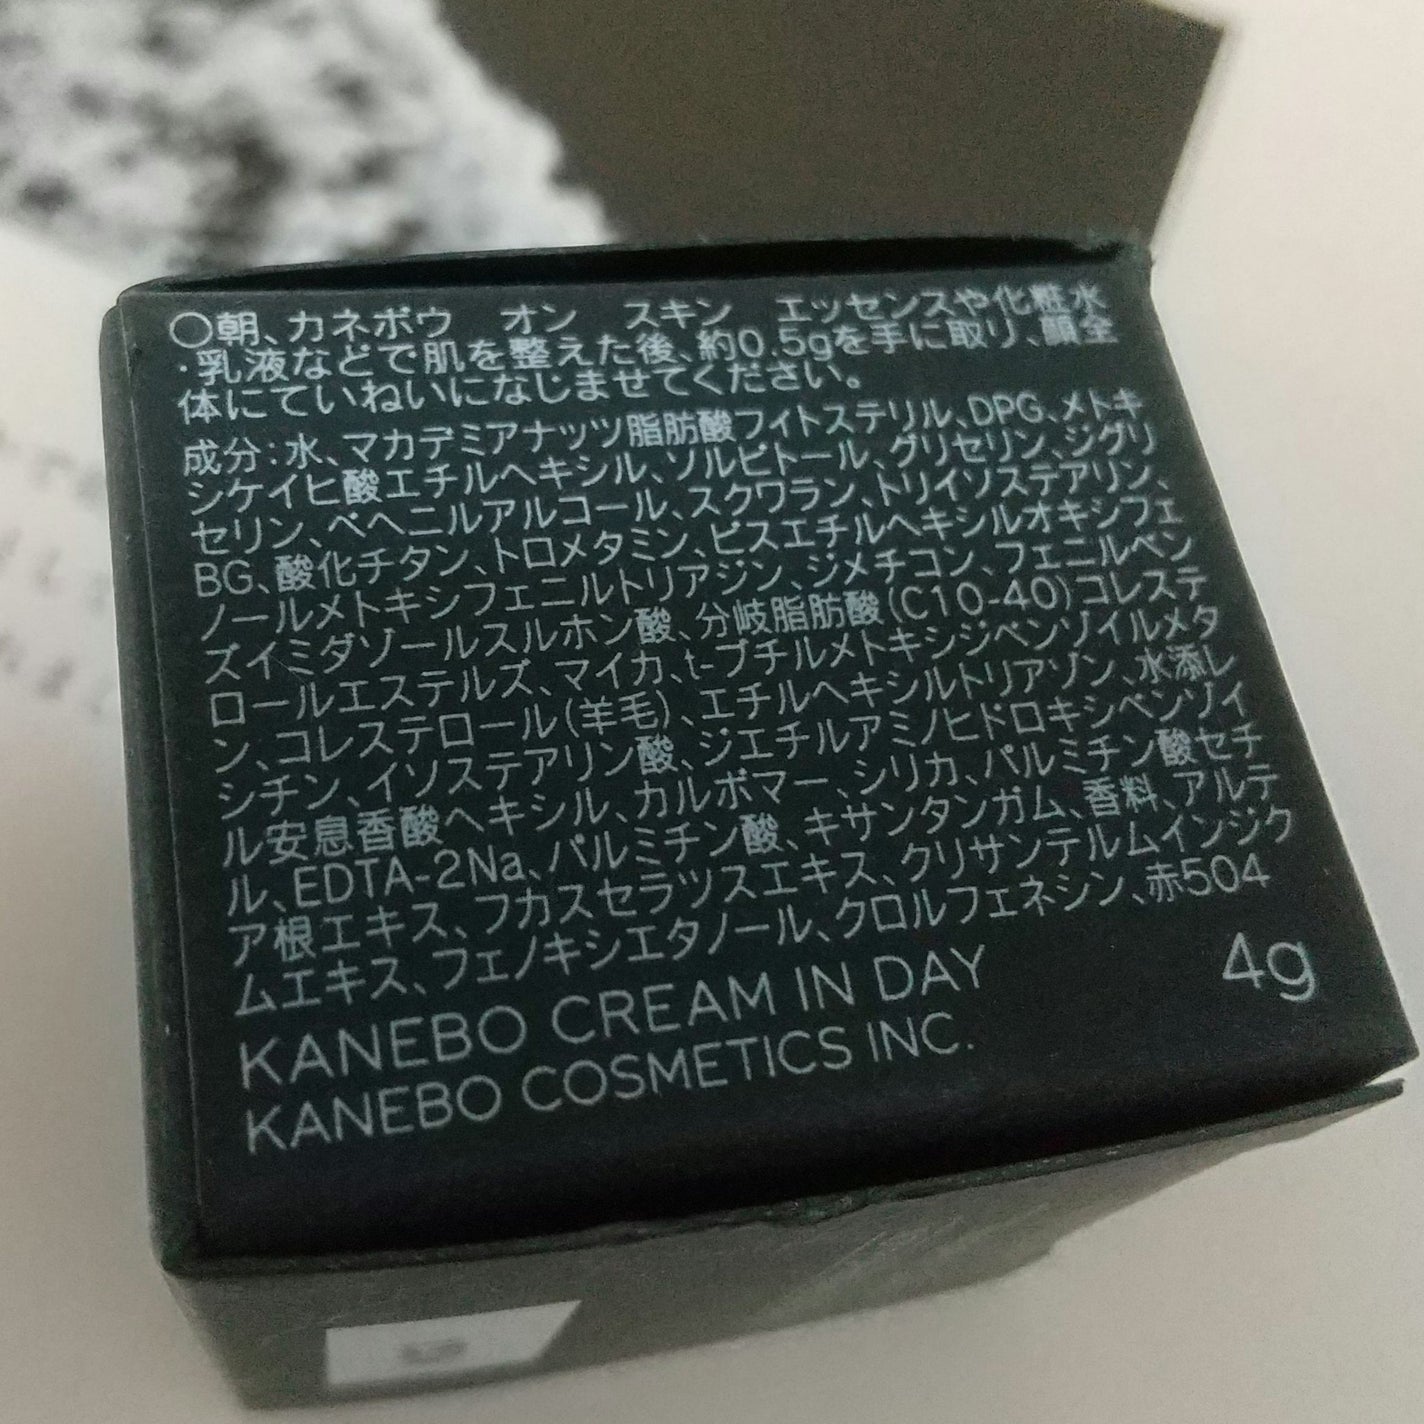 ○朝、カネボウ オン スキン エッセンスや化粧水
・乳液などで肌を整えた後、約0.5gを手に取り、顔全
体にていねいになじませてください。
成分:水、マカデミアナッツ脂肪酸フイトステリル、DPG、メトキ
シケイヒ酸エチルヘキシル、ソルビトール、グリセリン、ジグリ
セリン、ベヘニルアルコール、スクワラン、トリイソステアリン、
BG、酸化チタン、トロメタミン、ビスエチルヘキシルオキシフェ
ノールメトキシフェニルトリアジン、ジメチコン、フェニルベン
ズイミダゾールスルホン酸、分岐脂肪酸(C10-40)コレステ
ロールエステルズ、マイカ、t-ブチルメトキシジベンゾイルメタ
ン、コレステロール(羊毛)、エチルヘキシルトリアゾン、水添レ
シチン、イソステアリン酸、ジエチルアミノヒドロキシベンゾイ
ル安息香酸ヘキシル、カルボマー、シリカ、パルミチン酸セチ
ル、EDTA-2Na、パルミチン酸、キサンタンガム、香料、アルテ
ア根エキス、フカスセラツスエキス、クリサンテルムインジク
ムエキス、フェノキシエタノール、クロルフェネシン、赤504
KANEBO CREAM IN DAY 4g
KANEBO COSMETICS INC.